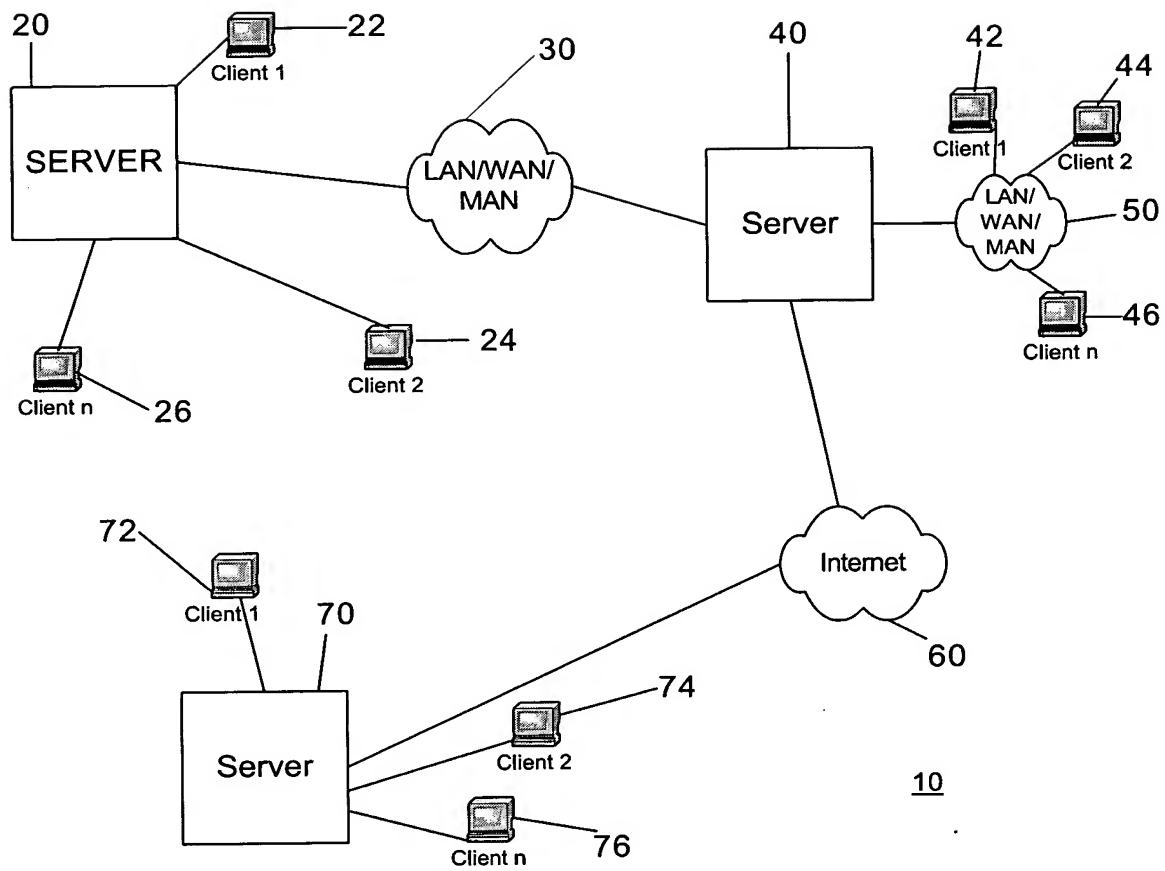 20
22
Client 1
SERVER
30
LAN/WAN/
MAN
40
Server
42
44
Client 1
Client 2
LAN/
WAN/
MAN
50
46
Client n
24
Client 2
Client n
26
72
Client 1
70
Internet
60
74
Server
Client 2
76
Client n
10